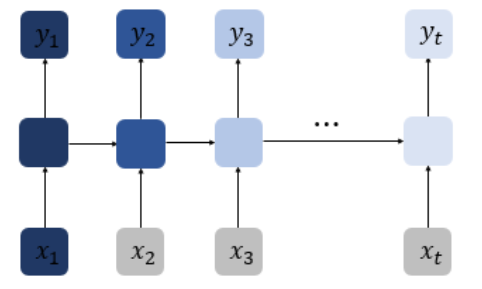 y₁ y₂ y₃ yₜ
...
x₁ x₂ x₃ xₜ